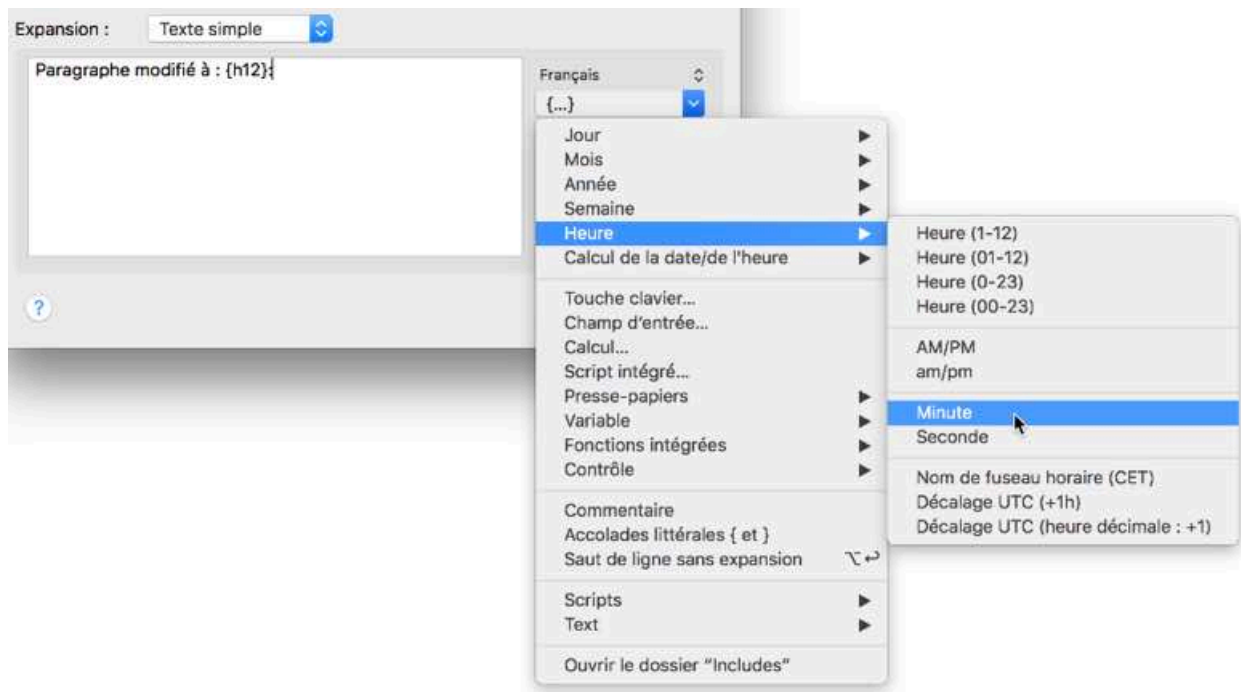 Expansion :
Texte simple
Paragraphe modifié à : {h12}:
Français
{...}
Jour
Mois
Année
Semaine
Heure
Calcul de la date/de l'heure
Touche clavier...
Champ d'entrée...
Calcul...
Script intégré...
Presse-papiers
Variable
Fonctions intégrées
Contrôle
Commentaire
Accolades littérales { et }
Saut de ligne sans expansion ⌥↩
Scripts
Text
Ouvrir le dossier "Includes"
Heure (1-12)
Heure (01-12)
Heure (0-23)
Heure (00-23)
AM/PM
am/pm
Minute
Seconde
Nom de fuseau horaire (CET)
Décalage UTC (+1h)
Décalage UTC (heure décimale : +1)
?